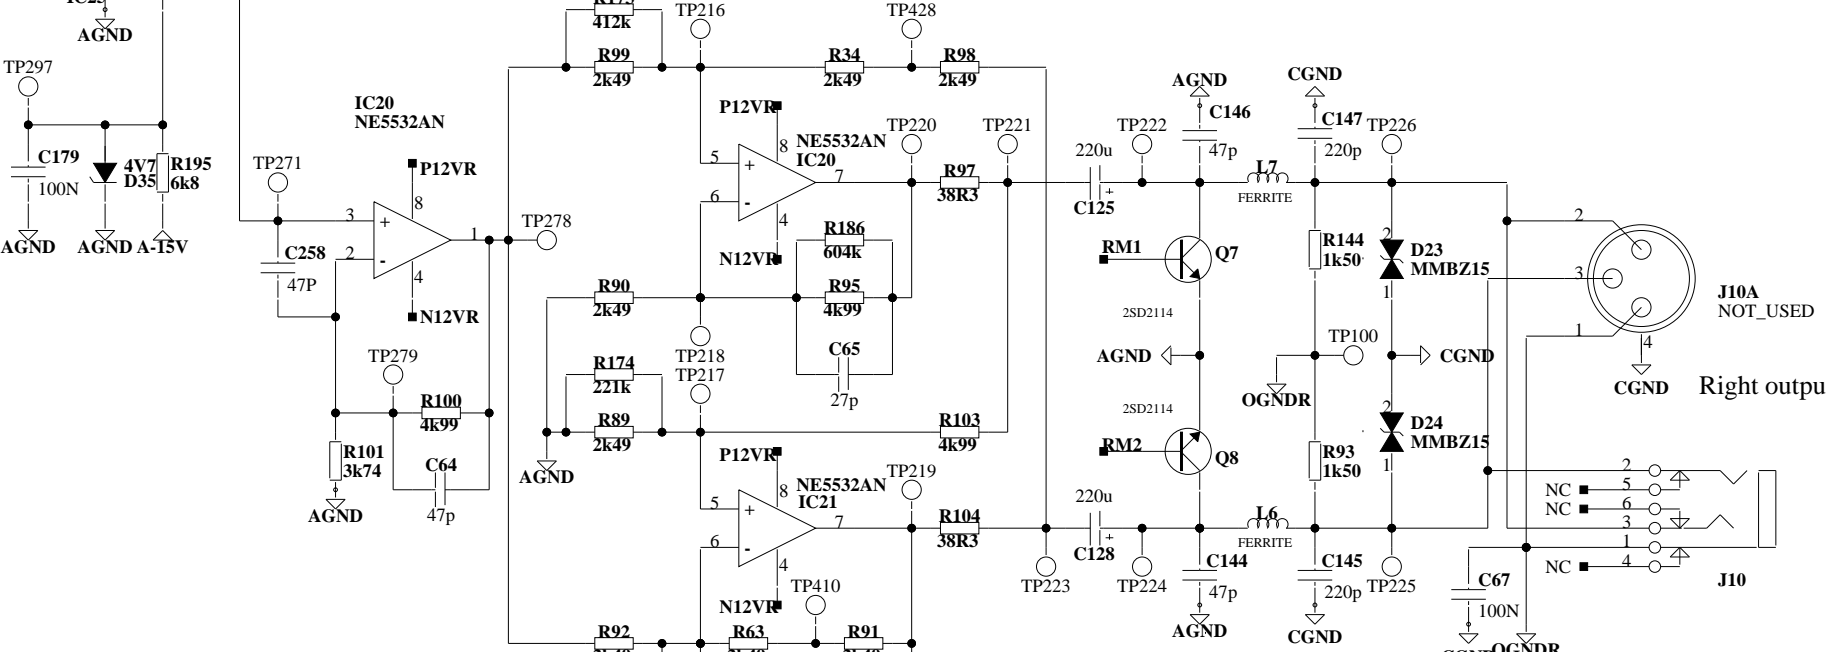 AGND
TP297
C179
100N
4V7
D35
R195
6k8
AGND
AGND
A-15V
IC20
NE5532AN
TP271
P12VR
3
8
+
1
TP278
2
-
4
C258
47P
N12VR
TP279
R100
4k99
R101
3k74
C64
47p
AGND
412k
TP216
TP428
R99
2k49
R34
2k49
R98
2k49
P12VR
8
NE5532AN
IC20
5
+
7
6
-
4
N12VR
TP220
TP221
R97
38R3
R186
604k
R95
4k99
C65
27p
R90
2k49
TP218
TP217
R174
221k
R89
2k49
R103
4k99
AGND
P12VR
8
NE5532AN
IC21
5
+
7
6
-
4
N12VR
TP219
R104
38R3
TP410
R92
R63
R91
TP223
220u
C125
+
TP222
AGND
C146
47p
CGND
C147
220p
TP226
L7
FERRITE
RM1
Q7
2SD2114
R144
1k50
2
D23
MMBZ15
1
AGND
TP100
CGND
OGNDR
2SD2114
RM2
Q8
R93
1k50
2
D24
MMBZ15
1
220u
C128
+
TP224
L6
FERRITE
C144
47p
AGND
C145
220p
CGND
TP225
2
3
1
4
J10A
NOT_USED
CGND
Right outpu
2
NC
5
NC
6
3
1
NC
4
J10
C67
100N
OGNDR